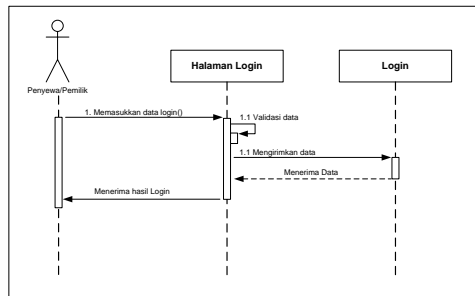 Halaman Login
Login
Penyewa/Pemilik
1. Memasukkan data login()
1.1 Validasi data
1.1 Mengirimkan data
Menerima Data
Menerima hasil Login